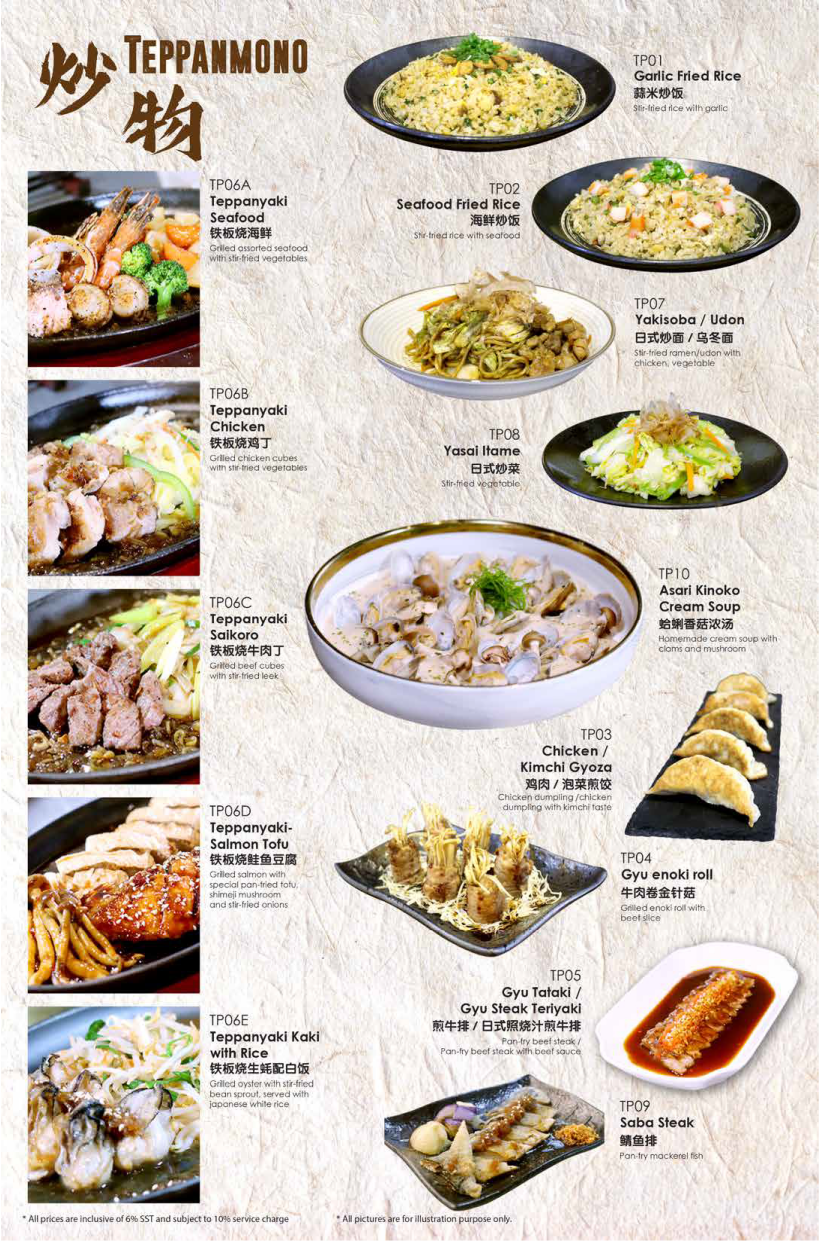 炒物
TEPPANMONO
TP01
Garlic Fried Rice
蒜米炒饭
Stir-fried rice with garlic
TP06A
Teppanyaki
Seafood
铁板烧海鲜
Grilled assorted seafood
with stir-fried vegetables
TP02
Seafood Fried Rice
海鲜炒饭
Stir-fried rice with seafood
TP07
Yakisoba / Udon
日式炒面 / 乌冬面
Stir-fried ramen/udon with
chicken, vegetable
TP06B
Teppanyaki
Chicken
铁板烧鸡丁
Grilled chicken cubes
with stir-fried vegetables
TP08
Yasai Itame
日式炒菜
Stir-fried vegetable
TP10
Asari Kinoko
Cream Soup
蛤蜊香菇浓汤
Homemade cream soup with
clams and mushroom
TP06C
Teppanyaki
Saikoro
铁板烧牛肉丁
Grilled beef cubes
with stir-fried leek
TP03
Chicken /
Kimchi Gyoza
鸡肉 / 泡菜煎饺
Chicken dumpling /chicken
dumpling with kimchi taste
TP06D
Teppanyaki-
Salmon Tofu
铁板烧鲑鱼豆腐
Grilled salmon with
special pan-fried tofu,
shimeji mushroom
and stir-fried onions
TP04
Gyu enoki roll
牛肉卷金针菇
Grilled enoki roll with
beef slice
TP05
Gyu Tataki /
Gyu Steak Teriyaki
煎牛排 / 日式照烧汁煎牛排
Pan-fry beef steak /
Pan-fry beef steak with beef sauce
TP06E
Teppanyaki Kaki
with Rice
铁板烧生蚝配白饭
Grilled oyster with stir-fried
bean sprout, served with
japanese white rice
TP09
Saba Steak
鲭鱼排
Pan-fry mackerel fish
* All prices are inclusive of 6% SST and subject to 10% service charge
* All pictures are for illustration purpose only.